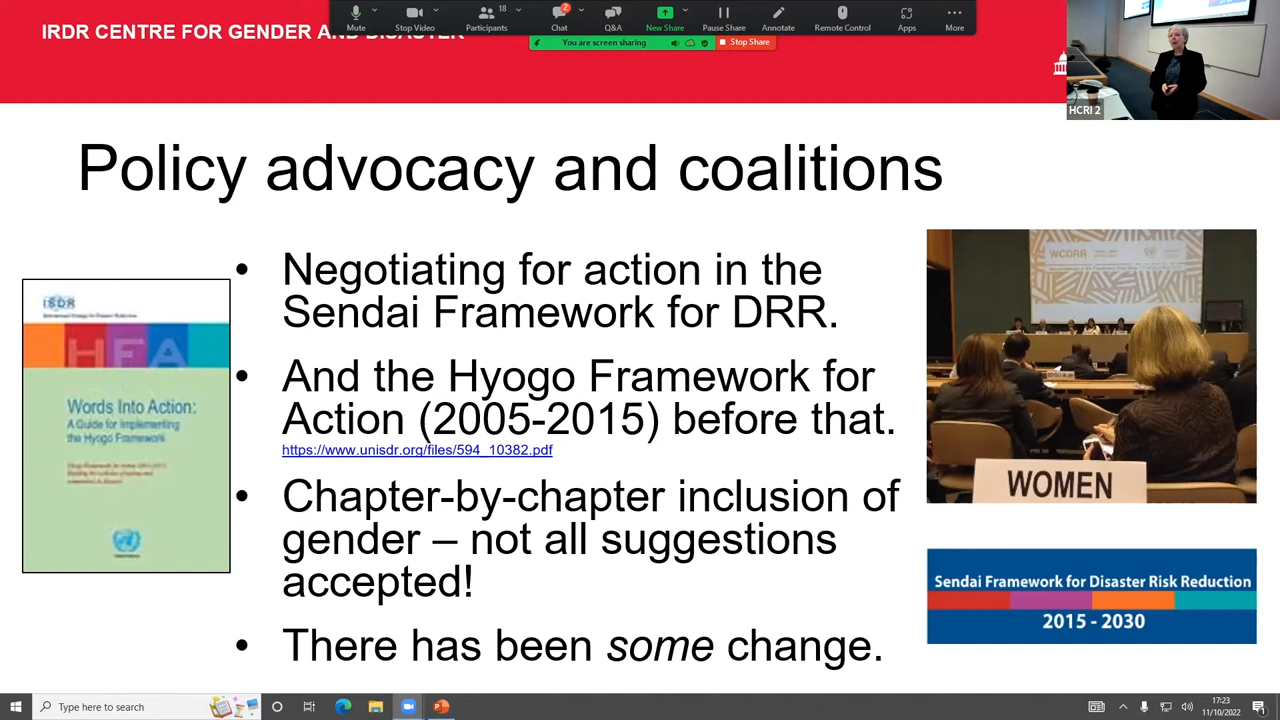 Mute
Stop Video
18
Participants
2
Chat
Q&A
New Share
Pause Share
Annotate
Remote Control
Apps
More
You are screen sharing
Stop Share
IRDR CENTRE FOR GENDER AND DISASTER
HCRI 2
Policy advocacy and coalitions
• Negotiating for action in the
Sendai Framework for DRR.
• And the Hyogo Framework for
Action (2005-2015) before that.
https://www.unisdr.org/files/594_10382.pdf
• Chapter-by-chapter inclusion of
gender – not all suggestions
accepted!
• There has been some change.
ISDR
HFA
Words Into Action:
A Guide for Implementing
the Hyogo Framework
WCDRR
WOMEN
Sendai Framework for Disaster Risk Reduction
2015 - 2030
Type here to search
17:23
11/10/2022